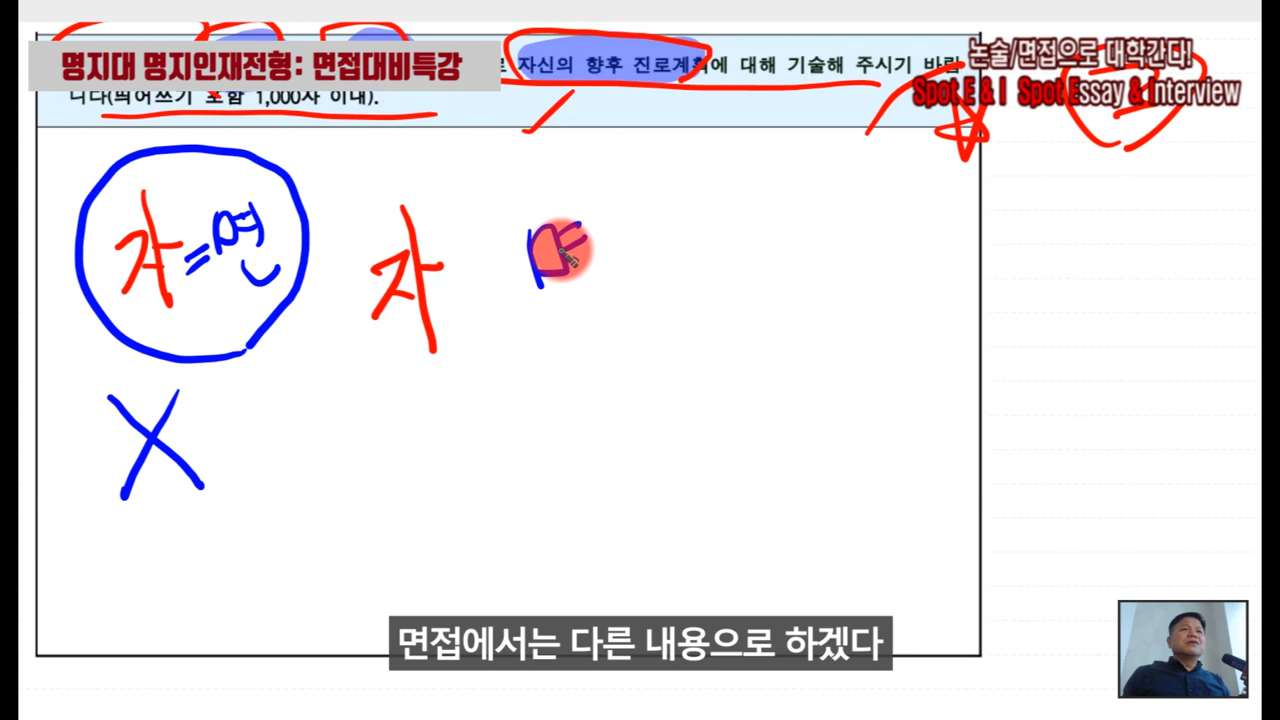 명지대 명지인재전형: 면접대비특강
자신의 향후 진로계획에 대해 기술해 주시기 바랍
니다(띄어쓰기 포함 1,000자 이내).
논술/면접으로 대학간다!
Spot E & I Spot Essay & Interview
자=면
자
X
면접에서는 다른 내용으로 하겠다